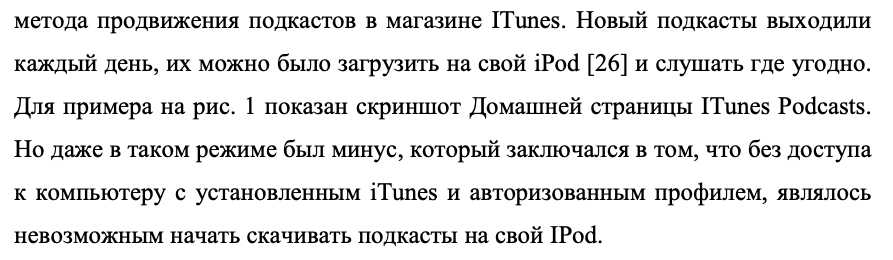 метода продвижения подкастов в магазине ITunes. Новый подкасты выходили
каждый день, их можно было загрузить на свой iPod [26] и слушать где угодно.
Для примера на рис. 1 показан скриншот Домашней страницы ITunes Podcasts.
Но даже в таком режиме был минус, который заключался в том, что без доступа
к компьютеру с установленным iTunes и авторизованным профилем, являлось
невозможным начать скачивать подкасты на свой IPod.